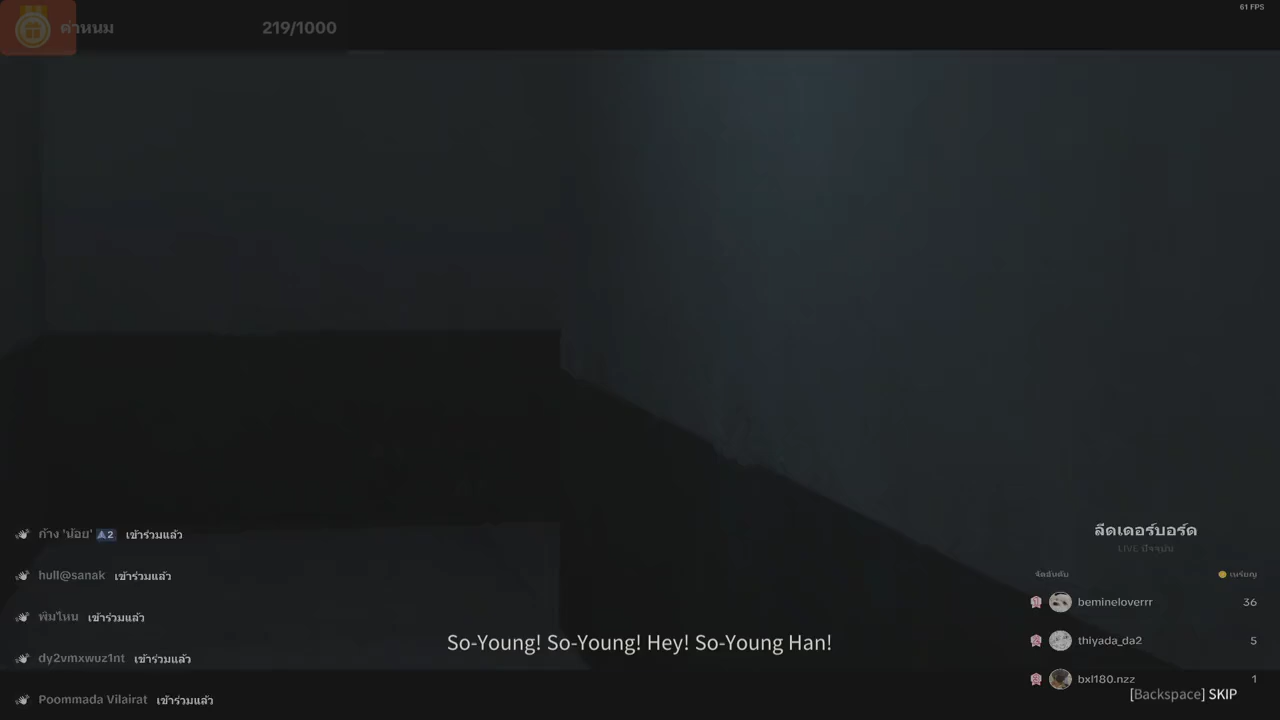 ค่าหนม 219/1000
61 FPS
ก้าง 'น้อย' 2 เข้าร่วมแล้ว
hull@sanak เข้าร่วมแล้ว
พิมไหน เข้าร่วมแล้ว
dy2vmxwuz1nt เข้าร่วมแล้ว
Poommada Vilairat เข้าร่วมแล้ว
So-Young! So-Young! Hey! So-Young Han!
ลีดเดอร์บอร์ด
LIVE ปัจจุบัน
จัดอันดับ เหรียญ
1 bemineloverrr 36
thiyada_da2 5
bxl180.nzz 1
[Backspace] SKIP